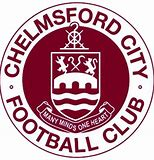 CHELMSFORD CITY
MANY MINDS ONE HEART
FOOTBALL CLUB